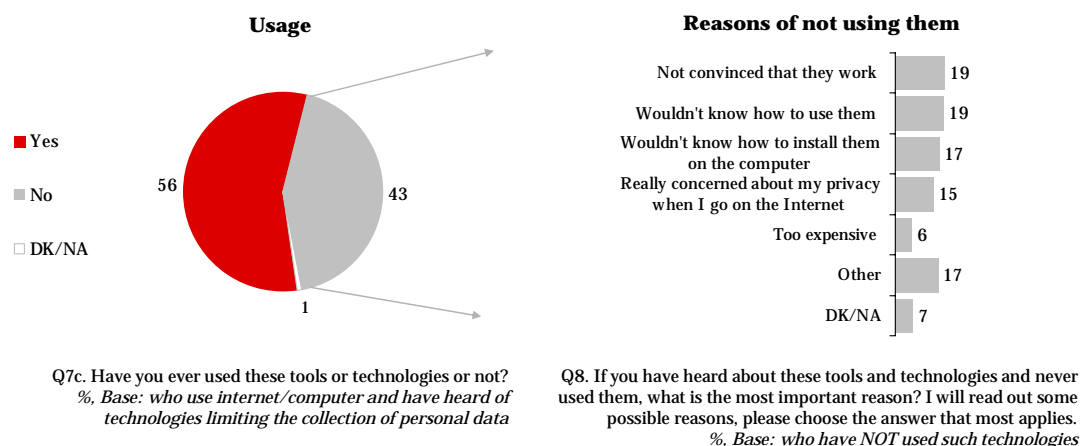 Usage
Yes
No
DK/NA
56
43
1
Q7c. Have you ever used these tools or technologies or not?
%, Base: who use internet/computer and have heard of
technologies limiting the collection of personal data
Reasons of not using them
Not convinced that they work 19
Wouldn't know how to use them 19
Wouldn't know how to install them
on the computer 17
Really concerned about my privacy
when I go on the Internet 15
Too expensive 6
Other 17
DK/NA 7
Q8. If you have heard about these tools and technologies and never
used them, what is the most important reason? I will read out some
possible reasons, please choose the answer that most applies.
%, Base: who have NOT used such technologies